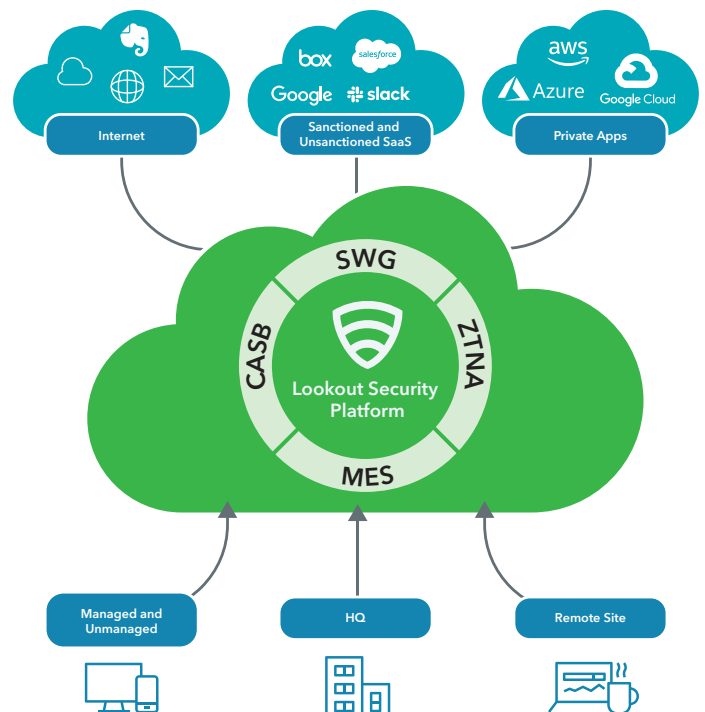 box
salesforce
Google
slack
aws
Azure
Google Cloud
Internet
Sanctioned and
Unsanctioned SaaS
Private Apps
SWG
CASB
ZTNA
Lookout Security
Platform
MES
Managed and
Unmanaged
HQ
Remote Site